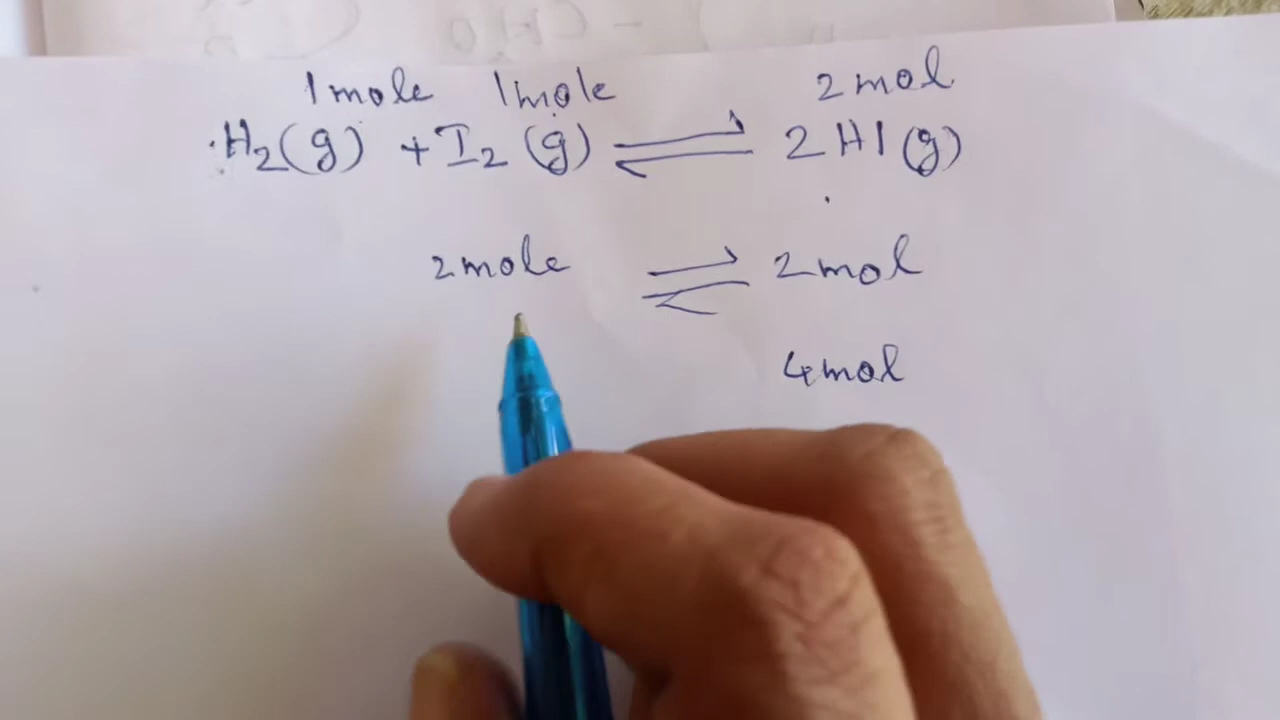 1mole 1mole 2mol
H₂(g) + I₂(g) ⇌ 2HI(g)
2mole ⇌ 2mol
4mol